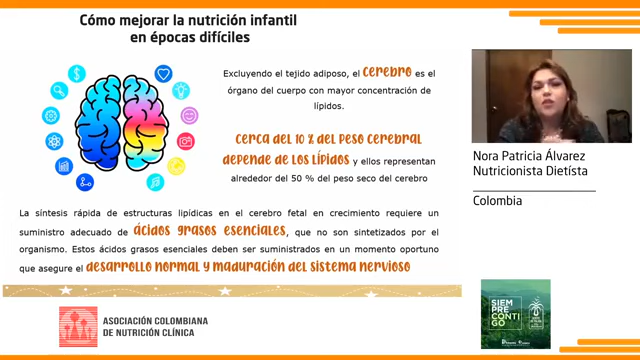 Cómo mejorar la nutrición infantil
en épocas difíciles
Excluyendo el tejido adiposo, el cerebro es el
órgano del cuerpo con mayor concentración de
lípidos.
Cerca del 10 % del peso cerebral
depende de los lípidos y ellos representan
alrededor del 50 % del peso seco del cerebro
La síntesis rápida de estructuras lipídicas en el cerebro fetal en crecimiento requiere un
suministro adecuado de ácidos grasos esenciales, que no son sintetizados por el
organismo. Estos ácidos grasos esenciales deben ser suministrados en un momento oportuno
que asegure el desarrollo normal y maduración del sistema nervioso
Nora Patricia Álvarez
Nutricionista Dietísta
Colombia
ASOCIACIÓN COLOMBIANA
DE NUTRICIÓN CLÍNICA
SIEM
PRE
CONTI
GO